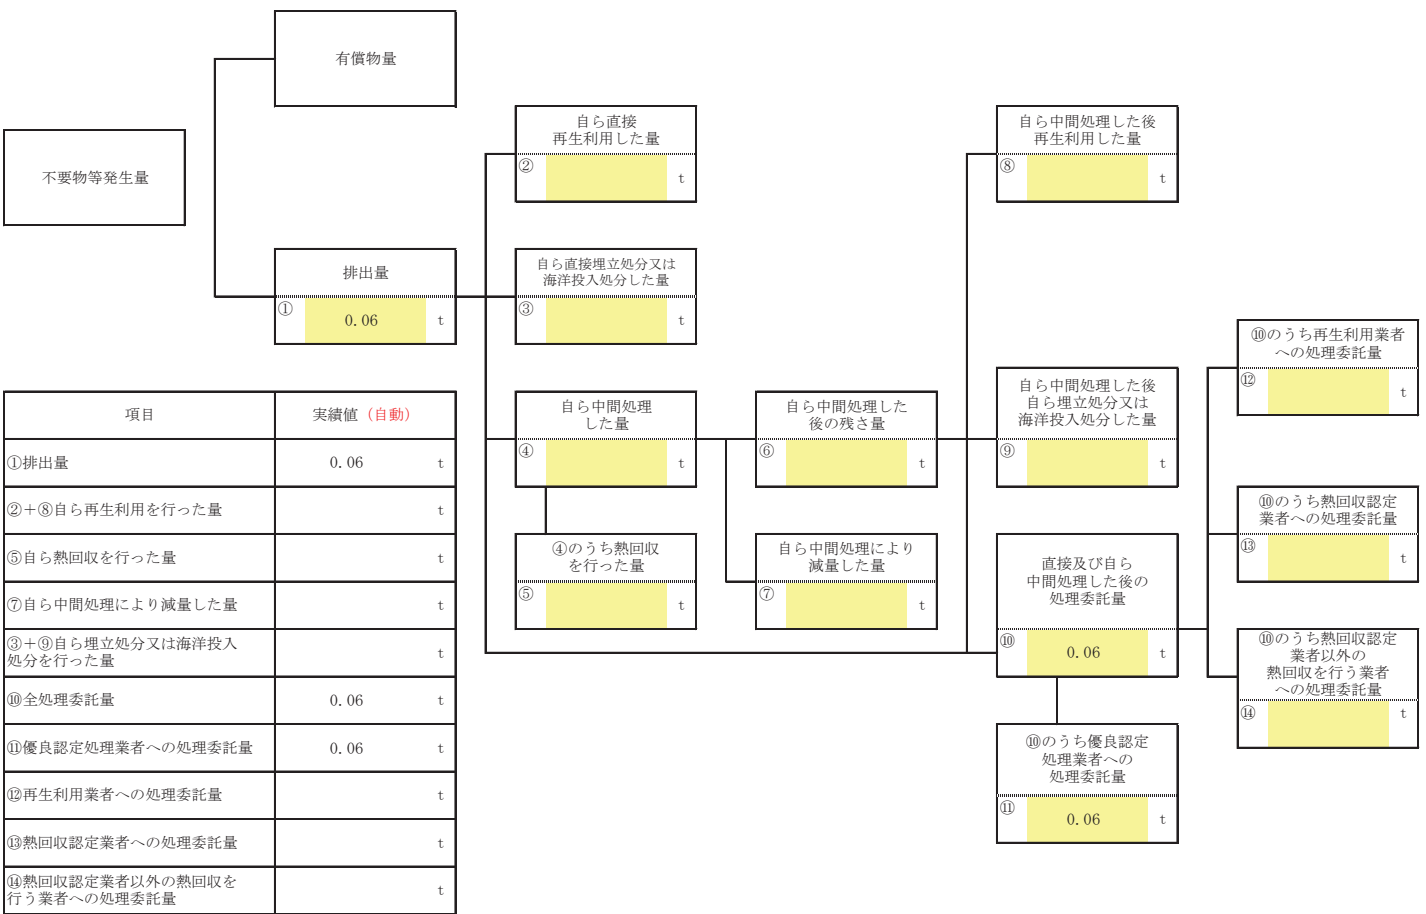 有償物量
不要物等発生量
排出量
① 0.06 t
自ら直接
再生利用した量
② t
自ら直接埋立処分又は
海洋投入処分した量
③ t
自ら中間処理
した量
④ t
④のうち熱回収
を行った量
⑤ t
自ら中間処理した
後の残さ量
⑥ t
自ら中間処理により
減量した量
⑦ t
自ら中間処理した後
再生利用した量
⑧ t
自ら中間処理した後
自ら埋立処分又は
海洋投入処分した量
⑨ t
直接及び自ら
中間処理した後の
処理委託量
⑩ 0.06 t
⑩のうち優良認定
処理業者への
処理委託量
⑪ 0.06 t
⑩のうち再生利用業者
への処理委託量
⑫ t
⑩のうち熱回収認定
業者への処理委託量
⑬ t
⑩のうち熱回収認定
業者以外の
熱回収を行う業者
への処理委託量
⑭ t
項目 実績値(自動)
①排出量 0.06 t
②+⑧自ら再生利用を行った量 t
⑤自ら熱回収を行った量 t
⑦自ら中間処理により減量した量 t
③+⑨自ら埋立処分又は海洋投入
処分を行った量 t
⑩全処理委託量 0.06 t
⑪優良認定処理業者への処理委託量 0.06 t
⑫再生利用業者への処理委託量 t
⑬熱回収認定業者への処理委託量 t
⑭熱回収認定業者以外の熱回収を
行う業者への処理委託量 t